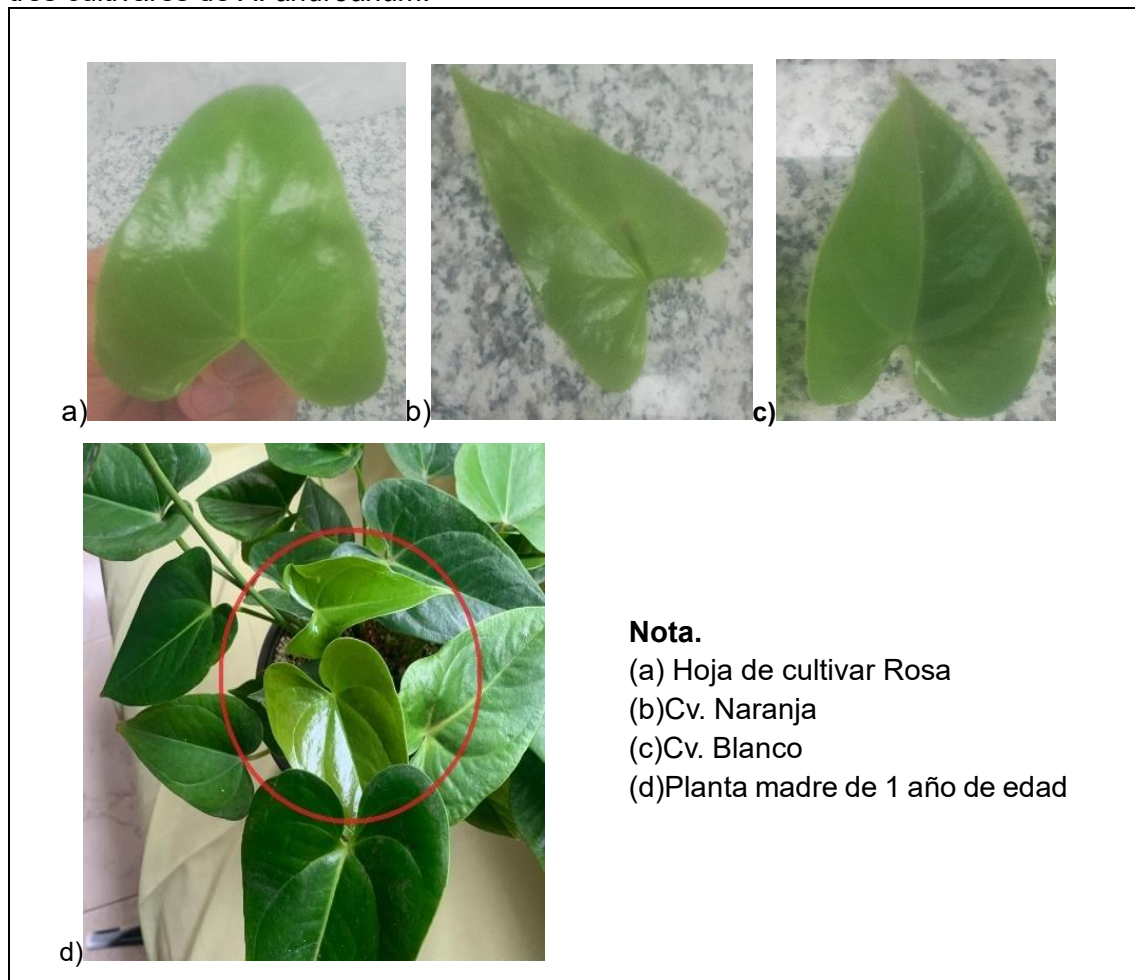 a)
b)
c)
Nota.
(a) Hoja de cultivar Rosa
(b)Cv. Naranja
(c)Cv. Blanco
(d)Planta madre de 1 año de edad
d)